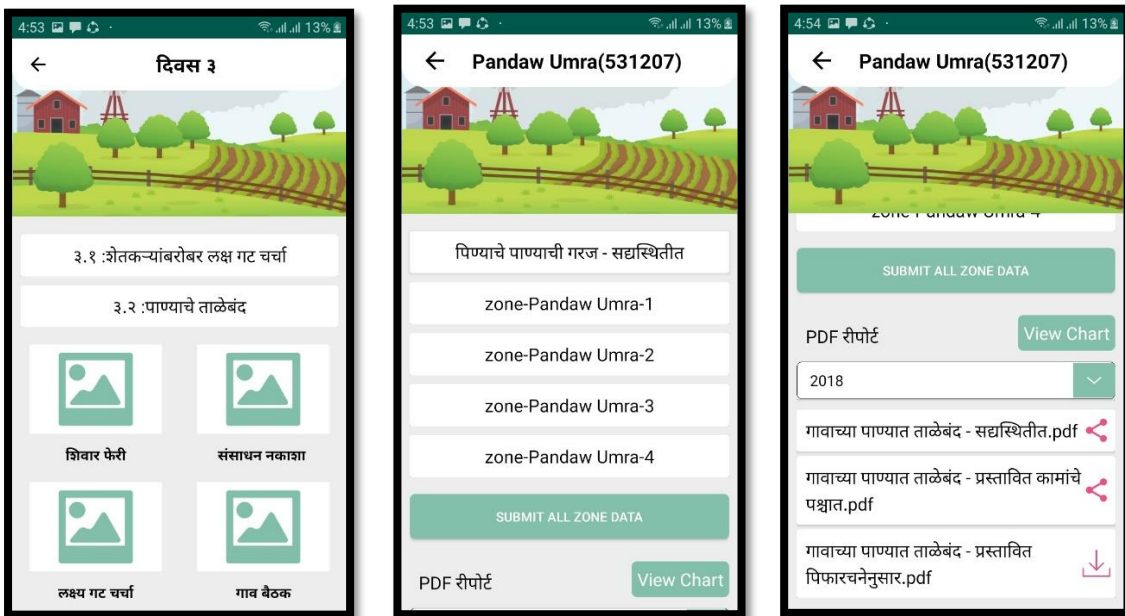 4:53 13%
दिवस ३
३.१ :शेतकऱ्यांबरोबर लक्ष गट चर्चा
३.२ :पाण्याचे ताळेबंद
शिवार फेरी
संसाधन नकाशा
लक्ष्य गट चर्चा
गाव बैठक
4:53 13%
Pandaw Umra(531207)
पिण्याचे पाण्याची गरज - सद्यस्थितीत
zone-Pandaw Umra-1
zone-Pandaw Umra-2
zone-Pandaw Umra-3
zone-Pandaw Umra-4
SUBMIT ALL ZONE DATA
PDF रीपोर्ट
View Chart
4:54 13%
Pandaw Umra(531207)
zone-Pandaw Umra-4
SUBMIT ALL ZONE DATA
PDF रीपोर्ट
View Chart
2018
गावाच्या पाण्यात ताळेबंद - सद्यस्थितीत.pdf
गावाच्या पाण्यात ताळेबंद - प्रस्तावित कामांचे
पश्चात.pdf
गावाच्या पाण्यात ताळेबंद - प्रस्तावित
पिफारचनेनुसार.pdf